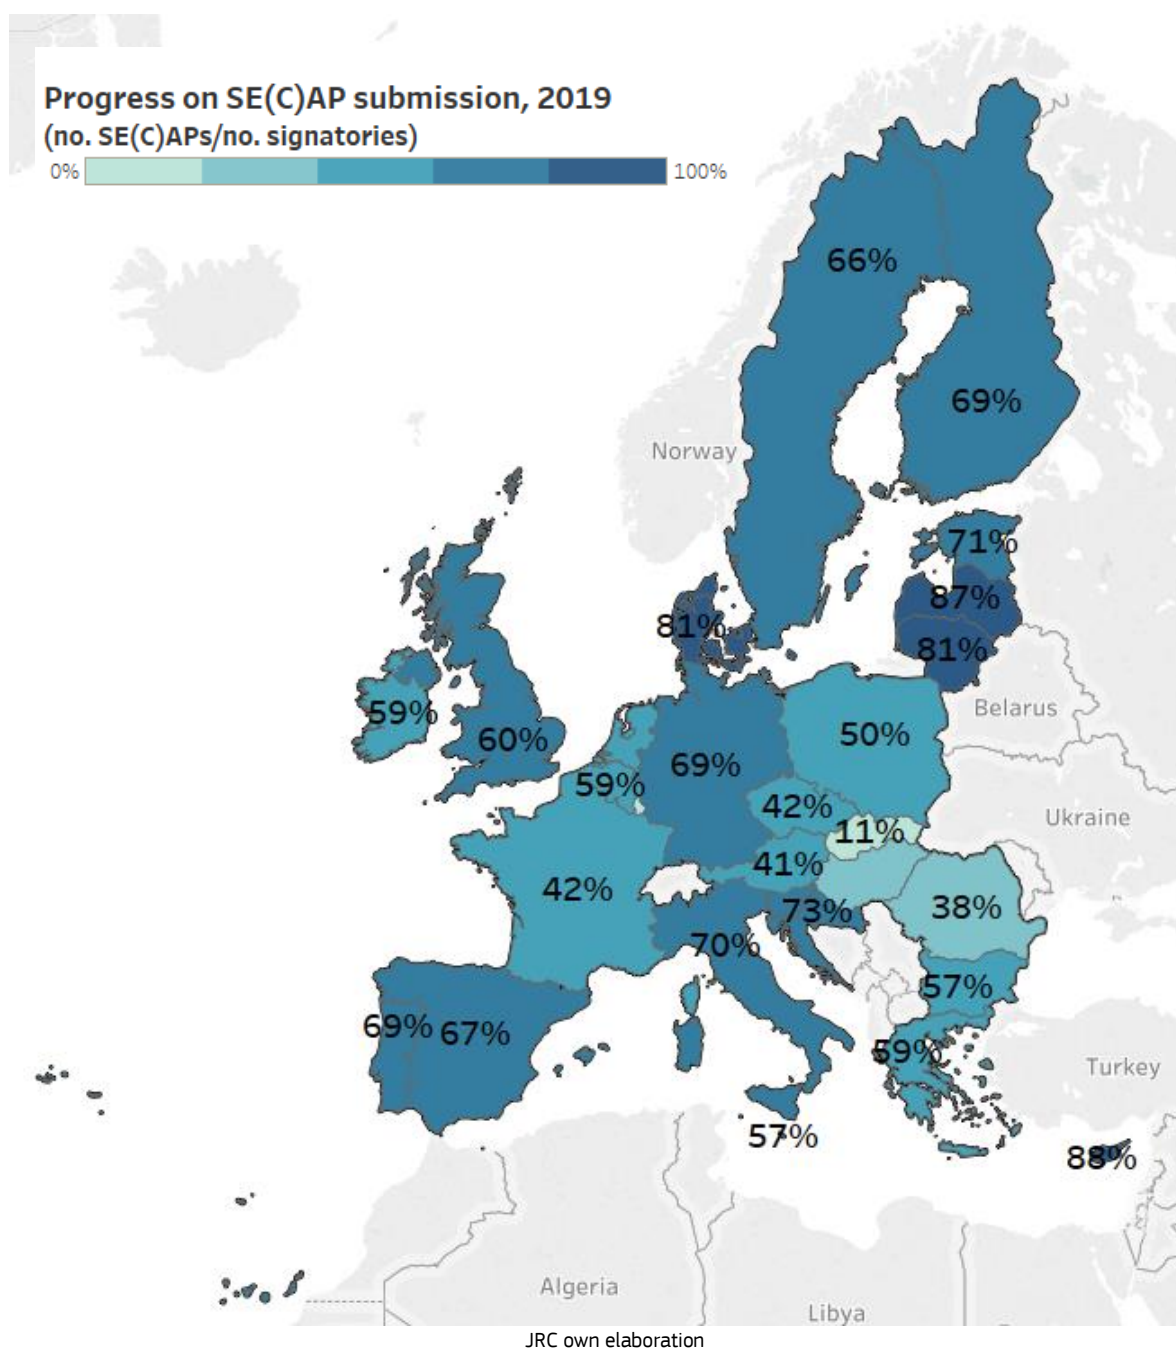 Progress on SE(C)AP submission, 2019
(no. SE(C)APs/no. signatories)
0% 100%
66%
69%
Norway
71%
87%
81%
81%
Belarus
59%
60%
50%
69%
59%
42%
Ukraine
11%
41%
42%
38%
73%
70%
57%
69%
67%
59%
Turkey
57%
88%
Algeria
Libya
JRC own elaboration